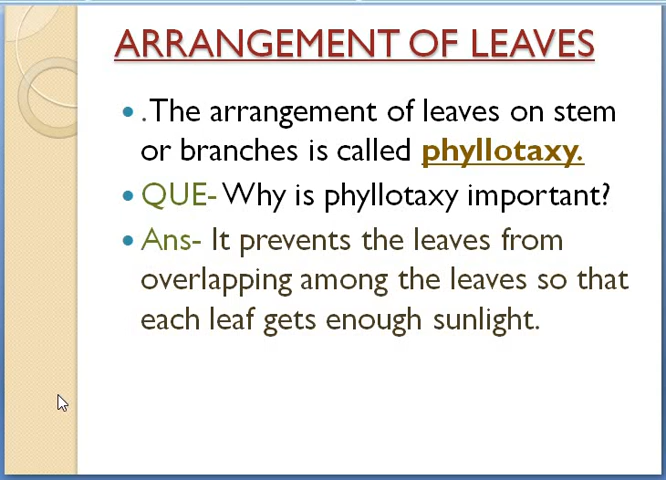 ARRANGEMENT OF LEAVES
• .The arrangement of leaves on stem
or branches is called phyllotaxy.
• QUE- Why is phyllotaxy important?
• Ans- It prevents the leaves from
overlapping among the leaves so that
each leaf gets enough sunlight.